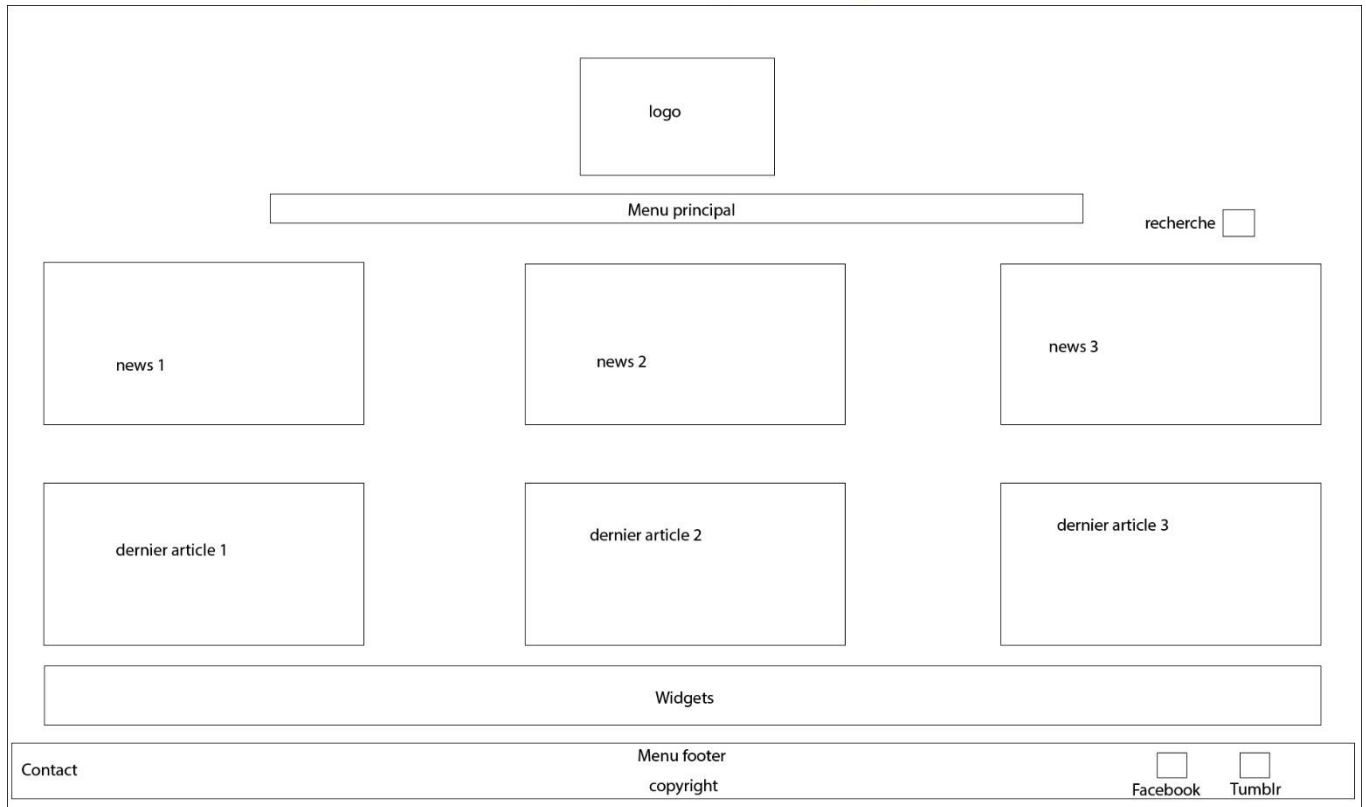 logo
Menu principal
recherche
news 1
news 2
news 3
dernier article 1
dernier article 2
dernier article 3
Widgets
Contact
Menu footer
copyright
Facebook
Tumblr